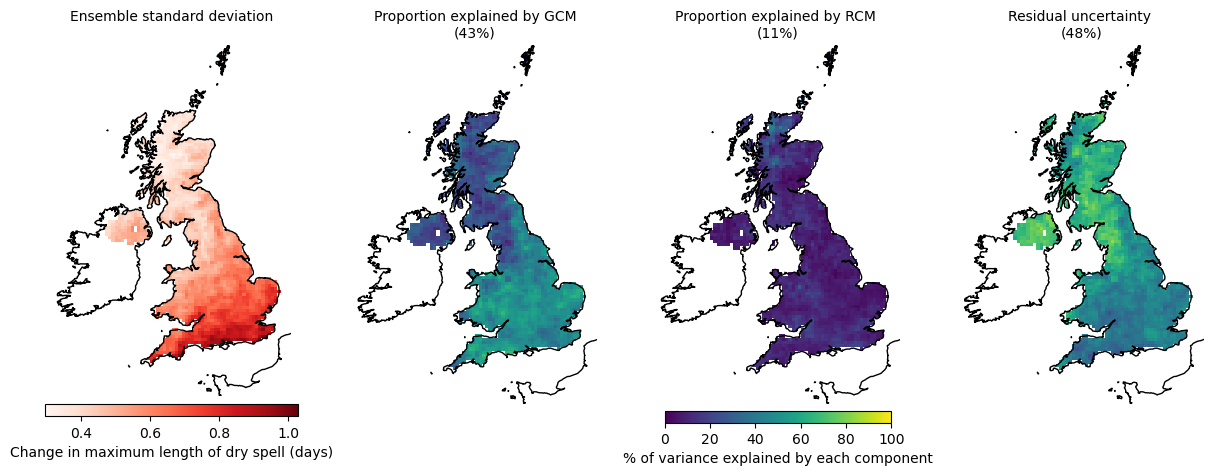 Ensemble standard deviation
Proportion explained by GCM
(43%)
Proportion explained by RCM
(11%)
Residual uncertainty
(48%)
0.4 0.6 0.8 1.0
Change in maximum length of dry spell (days)
0 20 40 60 80 100
% of variance explained by each component